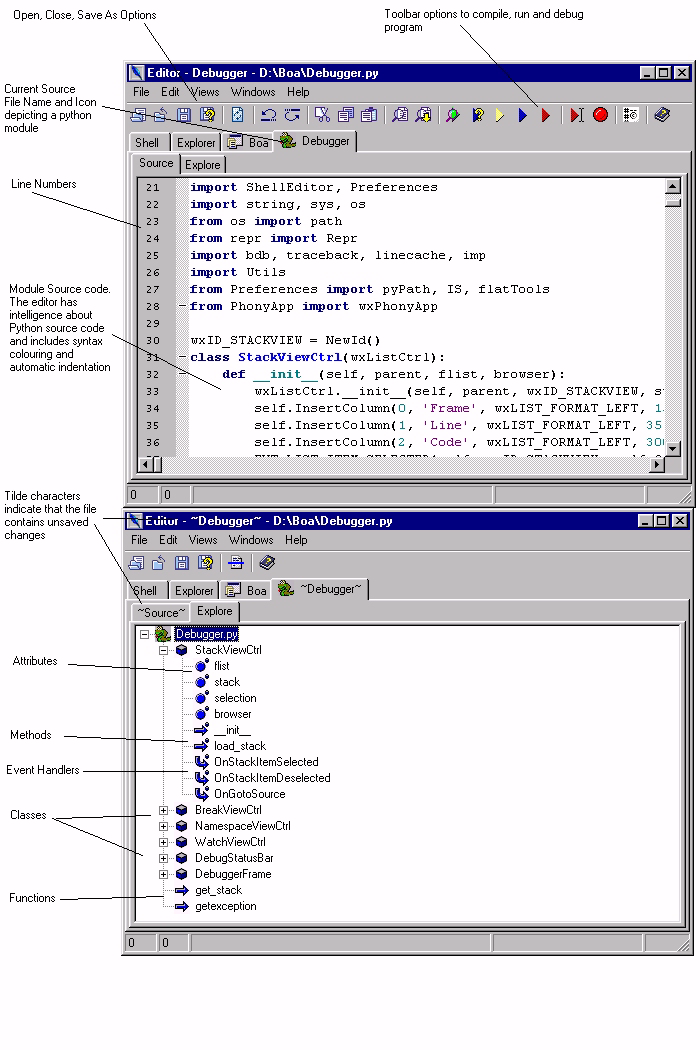 Open, Close, Save As Options
Toolbar options to compile, run and debug
program
Editor - Debugger - D:\Boa\Debugger.py
File Edit Views Windows Help
Current Source
File Name and Icon
depicting a python
module
Shell Explorer Boa Debugger
Source Explore
Line Numbers
21 import ShellEditor, Preferences
22 import string, sys, os
23 from os import path
24 from repr import Repr
25 import bdb, traceback, linecache, imp
26 import Utils
27 from Preferences import pyPath, IS, flatTools
28 from PhonyApp import wxPhonyApp
29
30 wxID_STACKVIEW = NewId()
31 class StackViewCtrl(wxListCtrl):
32 def __init__(self, parent, flist, browser):
33 wxListCtrl.__init__(self, parent, wxID_STACKVIEW, s
34 self.InsertColumn(0, 'Frame', wxLIST_FORMAT_LEFT, 1
35 self.InsertColumn(1, 'Line', wxLIST_FORMAT_LEFT, 35
36 self.InsertColumn(2, 'Code', wxLIST_FORMAT_LEFT, 30
Module Source code.
The editor has
intelligence about
Python source code
and includes syntax
colouring and
automatic indentation
0 0
Tilde characters
indicate that the file
contains unsaved
changes
Editor - ~Debugger~ - D:\Boa\Debugger.py
File Edit Views Windows Help
Shell Explorer Boa ~Debugger~
~Source~ Explore
Debugger.py
StackViewCtrl
Attributes
flist
stack
selection
browser
Methods
__init__
load_stack
Event Handlers
OnStackItemSelected
OnStackItemDeselected
OnGotoSource
Classes
BreakViewCtrl
NamespaceViewCtrl
WatchViewCtrl
DebugStatusBar
DebuggerFrame
Functions
get_stack
getexception
0 0